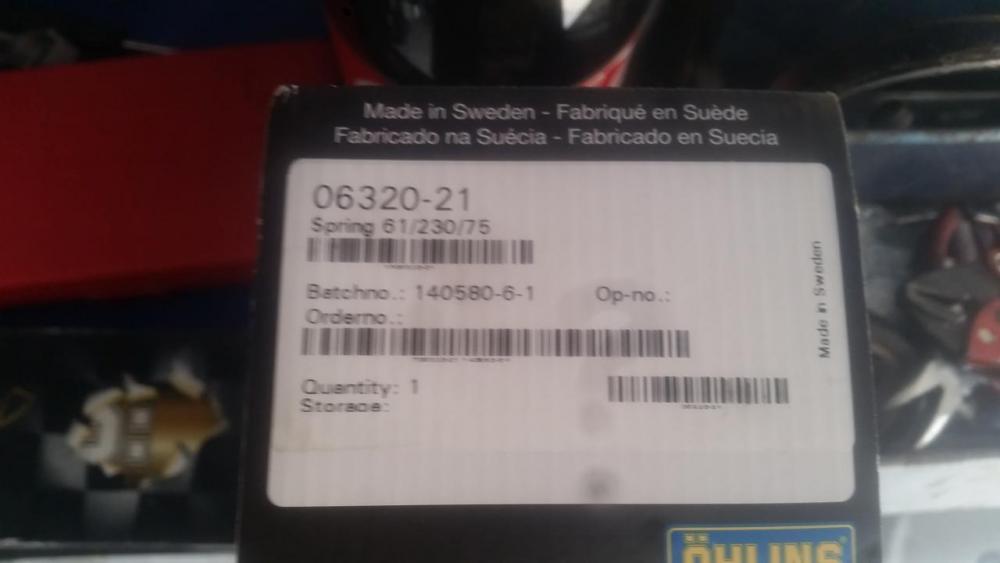 Made in Sweden - Fabriqué en Suède
Fabricado na Suécia - Fabricado en Suecia
06320-21
Spring 61/230/75
Batchno.: 140580-6-1 Op-no.:
Orderno.:
Quantity: 1
Storage:
Made in Sweden
ÖHLINS